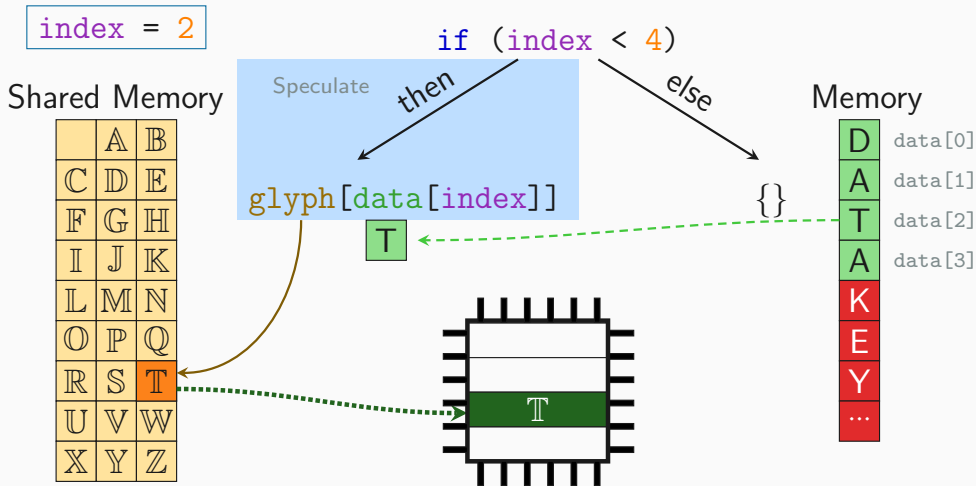 index = 2
if (index < 4)
Speculate
then
else
Shared Memory
Memory
𝔸 𝔹
ℂ 𝔻 𝔼
𝔽 𝔾 ℍ
𝕀 𝕁 𝕂
𝕃 𝕄 ℕ
𝕆 ℙ ℚ
ℝ 𝕊 𝕋
𝕌 𝕍 𝕎
𝕏 𝕐 ℤ
glyph[data[index]]
T
{}
D data[0]
A data[1]
T data[2]
A data[3]
K
E
Y
...
𝕋